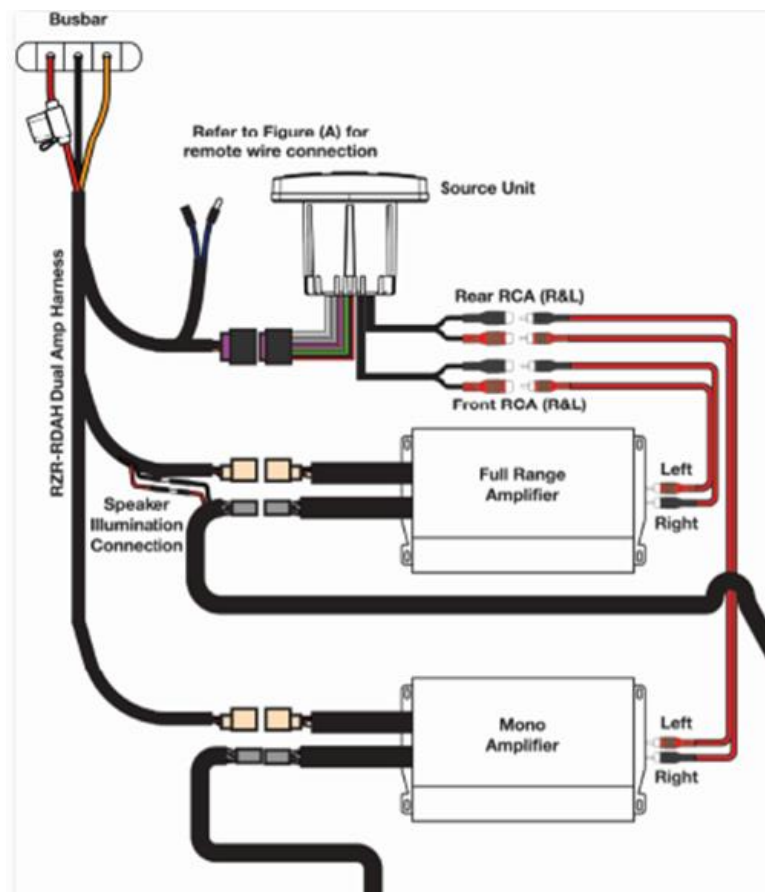 Busbar
Refer to Figure (A) for
remote wire connection
Source Unit
Rear RCA (R&L)
RZR-RDAH Dual Amp Harness
Front RCA (R&L)
Full Range
Amplifier
Left
Right
Speaker
Illumination
Connection
Mono
Amplifier
Left
Right